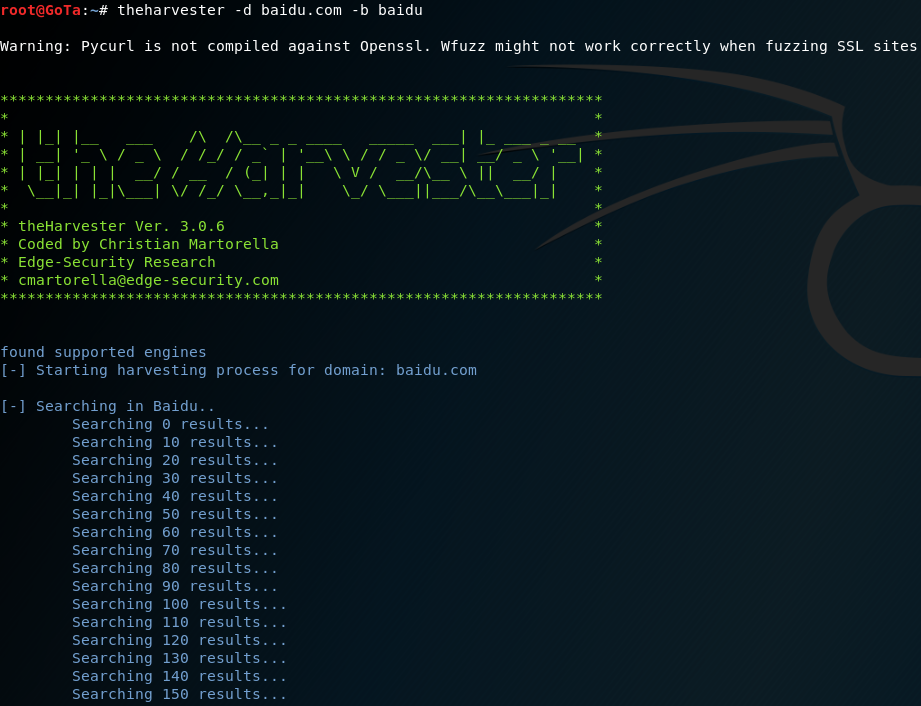 root@GoTa:~# theharvester -d baidu.com -b baidu
Warning: Pycurl is not compiled against Openssl. Wfuzz might not work correctly when fuzzing SSL sites
*******************************************************************
*                                                                 *
* | |_| |__   ___    /\  /\__ _ _ ____   _____  ___| |_ ___ _ __  *
* | __| '_ \ / _ \  / /_/ / _` | '__\ \ / / _ \/ __| __/ _ \ '__| *
* | |_| | | |  __/ / __  / (_| | |   \ V /  __/\__ \ ||  __/ |    *
*  \__|_| |_|\___| \/ /_/ \__,_|_|    \_/ \___||___/\__\___|_|    *
*                                                                 *
* theHarvester Ver. 3.0.6                                         *
* Coded by Christian Martorella                                   *
* Edge-Security Research                                          *
* cmartorella@edge-security.com                                   *
*******************************************************************
found supported engines
[-] Starting harvesting process for domain: baidu.com
[-] Searching in Baidu..
        Searching 0 results...
        Searching 10 results...
        Searching 20 results...
        Searching 30 results...
        Searching 40 results...
        Searching 50 results...
        Searching 60 results...
        Searching 70 results...
        Searching 80 results...
        Searching 90 results...
        Searching 100 results...
        Searching 110 results...
        Searching 120 results...
        Searching 130 results...
        Searching 140 results...
        Searching 150 results...